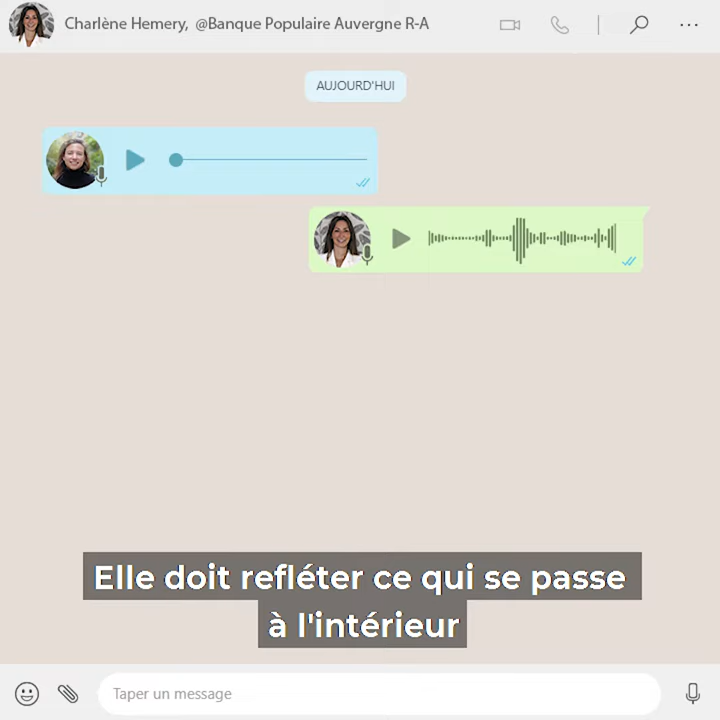 Charlène Hemery, @Banque Populaire Auvergne R-A
AUJOURD'HUI
Elle doit refléter ce qui se passe
à l'intérieur
Taper un message